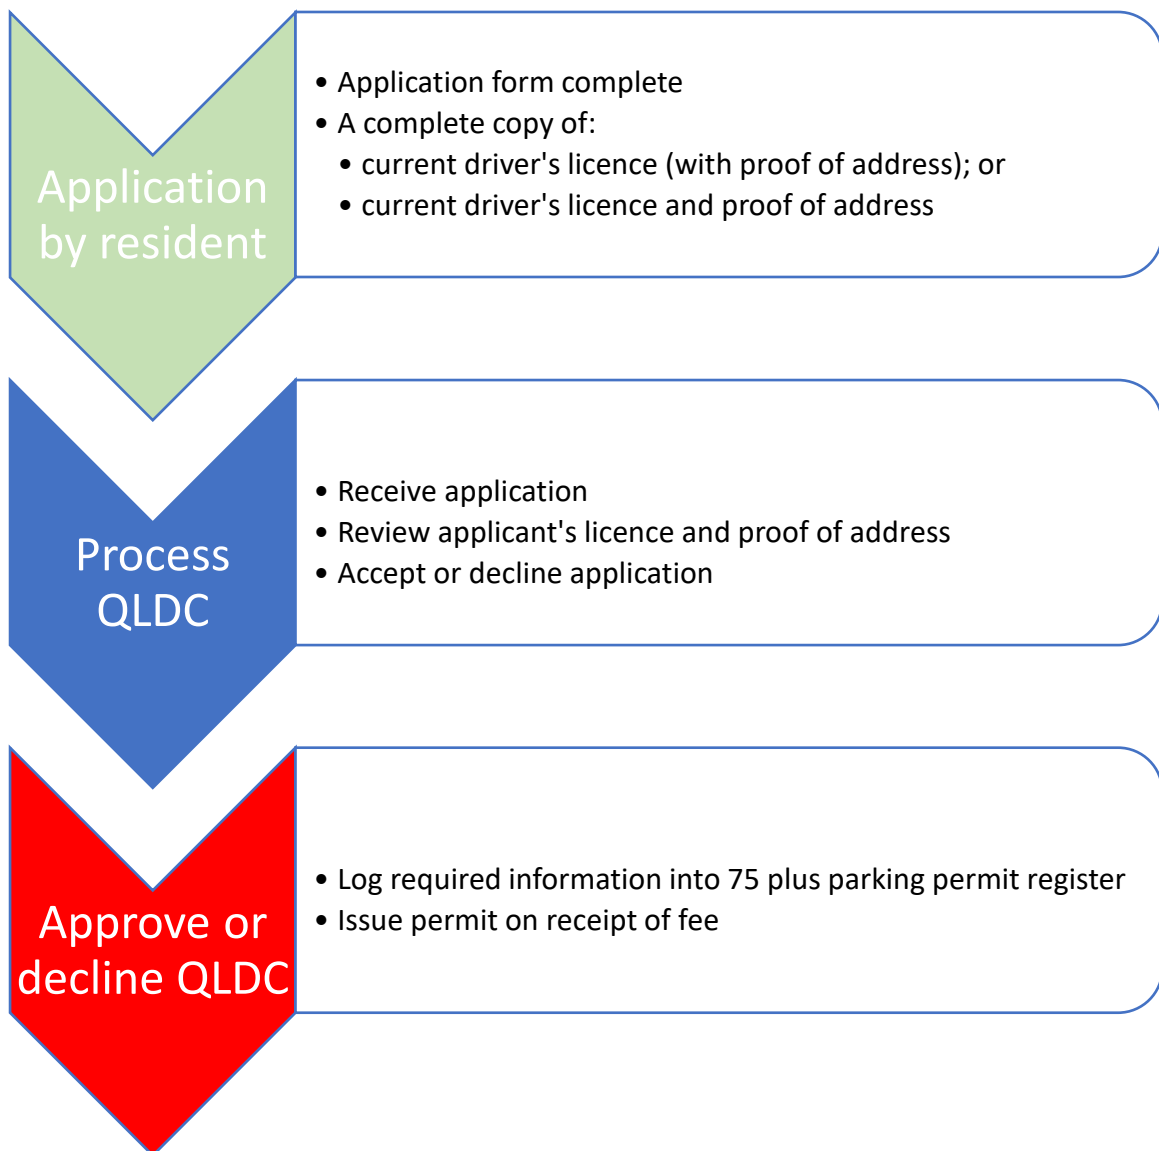 Application
by resident
• Application form complete
• A complete copy of:
• current driver's licence (with proof of address); or
• current driver's licence and proof of address
Process
QLDC
• Receive application
• Review applicant's licence and proof of address
• Accept or decline application
Approve or
decline QLDC
• Log required information into 75 plus parking permit register
• Issue permit on receipt of fee